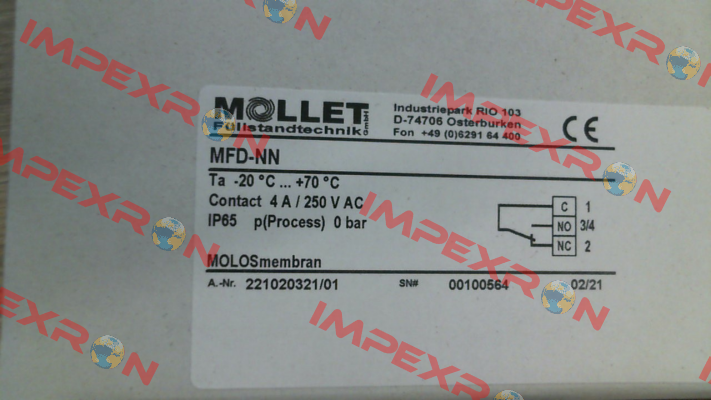 MOLLET
Füllstandtechnik GmbH
Industriepark RIO 103
D-74706 Osterburken
Fon +49 (0)6291 64 400
CE
MFD-NN
Ta -20 °C ... +70 °C
Contact 4 A / 250 V AC
IP65 p(Process) 0 bar
C 1
NO 3/4
NC 2
MOLOSmembran
A.-Nr. 221020321/01 SN# 00100564 02/21
IMPEXRON
IMPEXRON
IMPEXRON
IMPEXRON
IMPEXRON
IMPEXRON
IMPEXRON